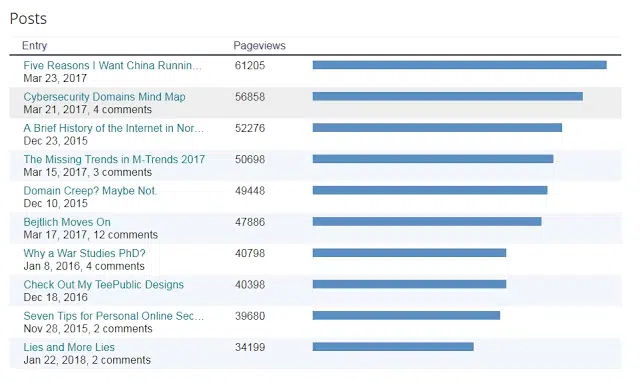 Posts
Entry Pageviews
Five Reasons I Want China Runnin... 61205
Mar 23, 2017
Cybersecurity Domains Mind Map 56858
Mar 21, 2017, 4 comments
A Brief History of the Internet in Nor... 52276
Dec 23, 2015
The Missing Trends in M-Trends 2017 50698
Mar 15, 2017, 3 comments
Domain Creep? Maybe Not. 49448
Dec 10, 2015
Bejtlich Moves On 47886
Mar 17, 2017, 12 comments
Why a War Studies PhD? 40798
Jan 8, 2016, 4 comments
Check Out My TeePublic Designs 40398
Dec 18, 2016
Seven Tips for Personal Online Sec... 39680
Nov 28, 2015, 2 comments
Lies and More Lies 34199
Jan 22, 2018, 2 comments